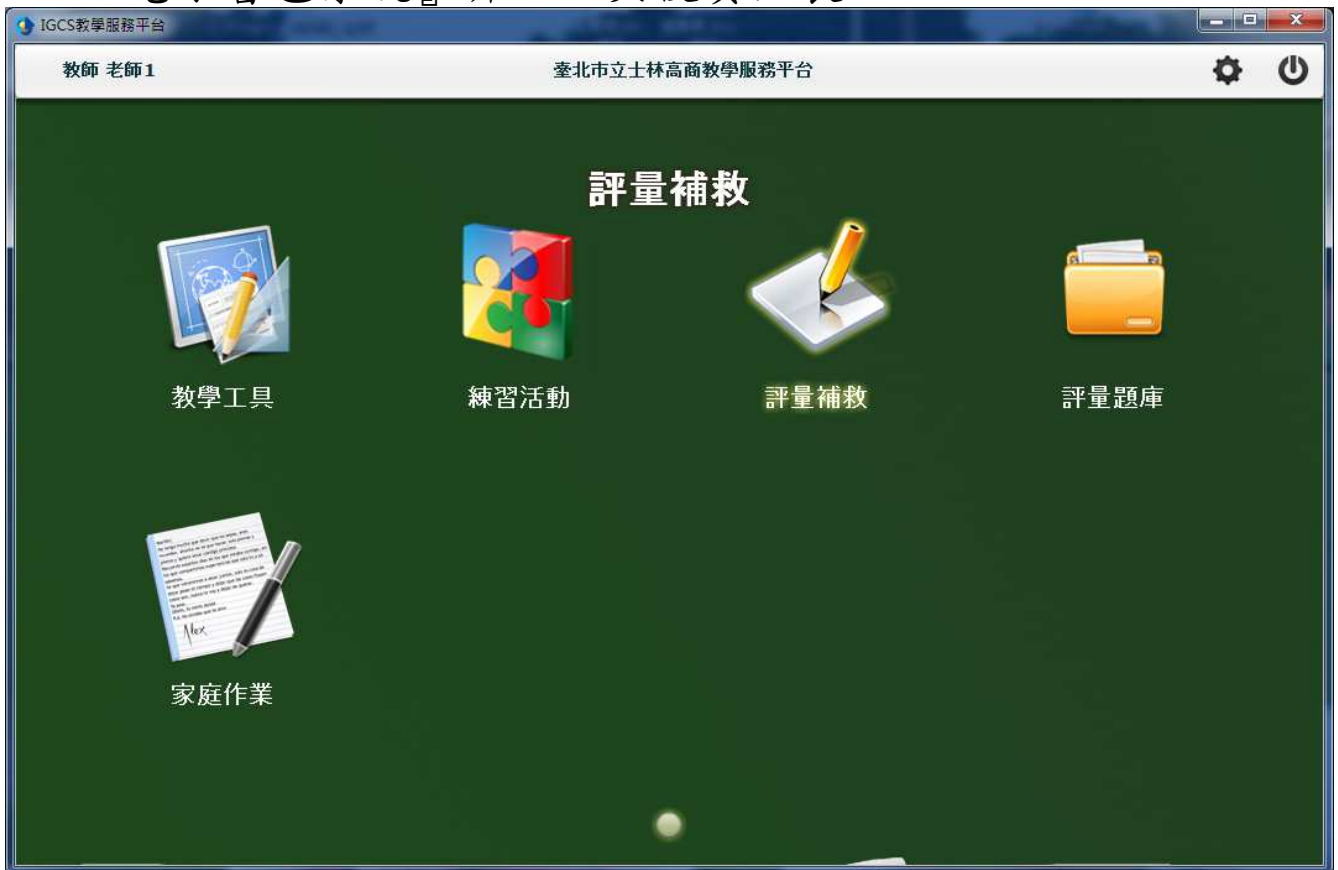 IGCS教學服務平台
教師 老師1
臺北市立士林高商教學服務平台
評量補救
教學工具
練習活動
評量補救
評量題庫
Alex
家庭作業